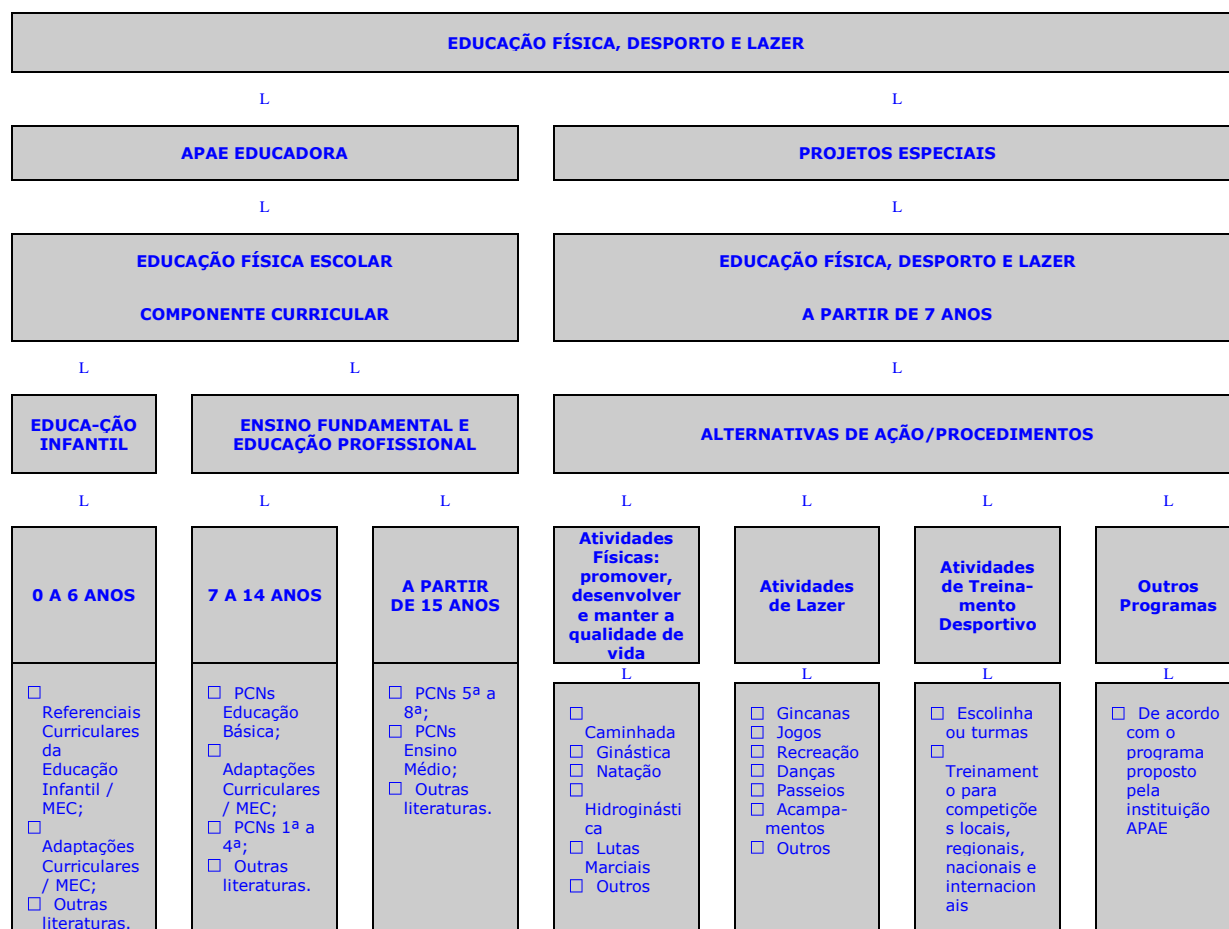 EDUCAÇÃO FÍSICA, DESPORTO E LAZER
L
L
APAE EDUCADORA
PROJETOS ESPECIAIS
L
L
EDUCAÇÃO FÍSICA ESCOLAR
COMPONENTE CURRICULAR
EDUCAÇÃO FÍSICA, DESPORTO E LAZER
A PARTIR DE 7 ANOS
L
L
L
EDUCA-ÇÃO
INFANTIL
ENSINO FUNDAMENTAL E
EDUCAÇÃO PROFISSIONAL
ALTERNATIVAS DE AÇÃO/PROCEDIMENTOS
L
L
L
L
L
L
L
0 A 6 ANOS
7 A 14 ANOS
A PARTIR
DE 15 ANOS
Atividades
Físicas:
promover,
desenvolver
e manter a
qualidade de
vida
Atividades
de Lazer
Atividades
de Treina-
mento
Desportivo
Outros
Programas
L
L
L
L
□
Referenciais
Curriculares
da
Educação
Infantil /
MEC;
□
Adaptações
Curriculares
/ MEC;
□ Outras
literaturas.
□ PCNs
Educação
Básica;
□
Adaptações
Curriculares
/ MEC;
□ PCNs 1ª a
4ª;
□ Outras
literaturas.
□ PCNs 5ª a
8ª;
□ PCNs
Ensino
Médio;
□ Outras
literaturas.
□
Caminhada
□ Ginástica
□ Natação
□
Hidroginásti
ca
□ Lutas
Marciais
□ Outros
□ Gincanas
□ Jogos
□ Recreação
□ Danças
□ Passeios
□ Acampa-
mentos
□ Outros
□ Escolinha
ou turmas
□
Treinament
o para
competiçõe
s locais,
regionais,
nacionais e
internacion
ais
□ De acordo
com o
programa
proposto
pela
instituição
APAE